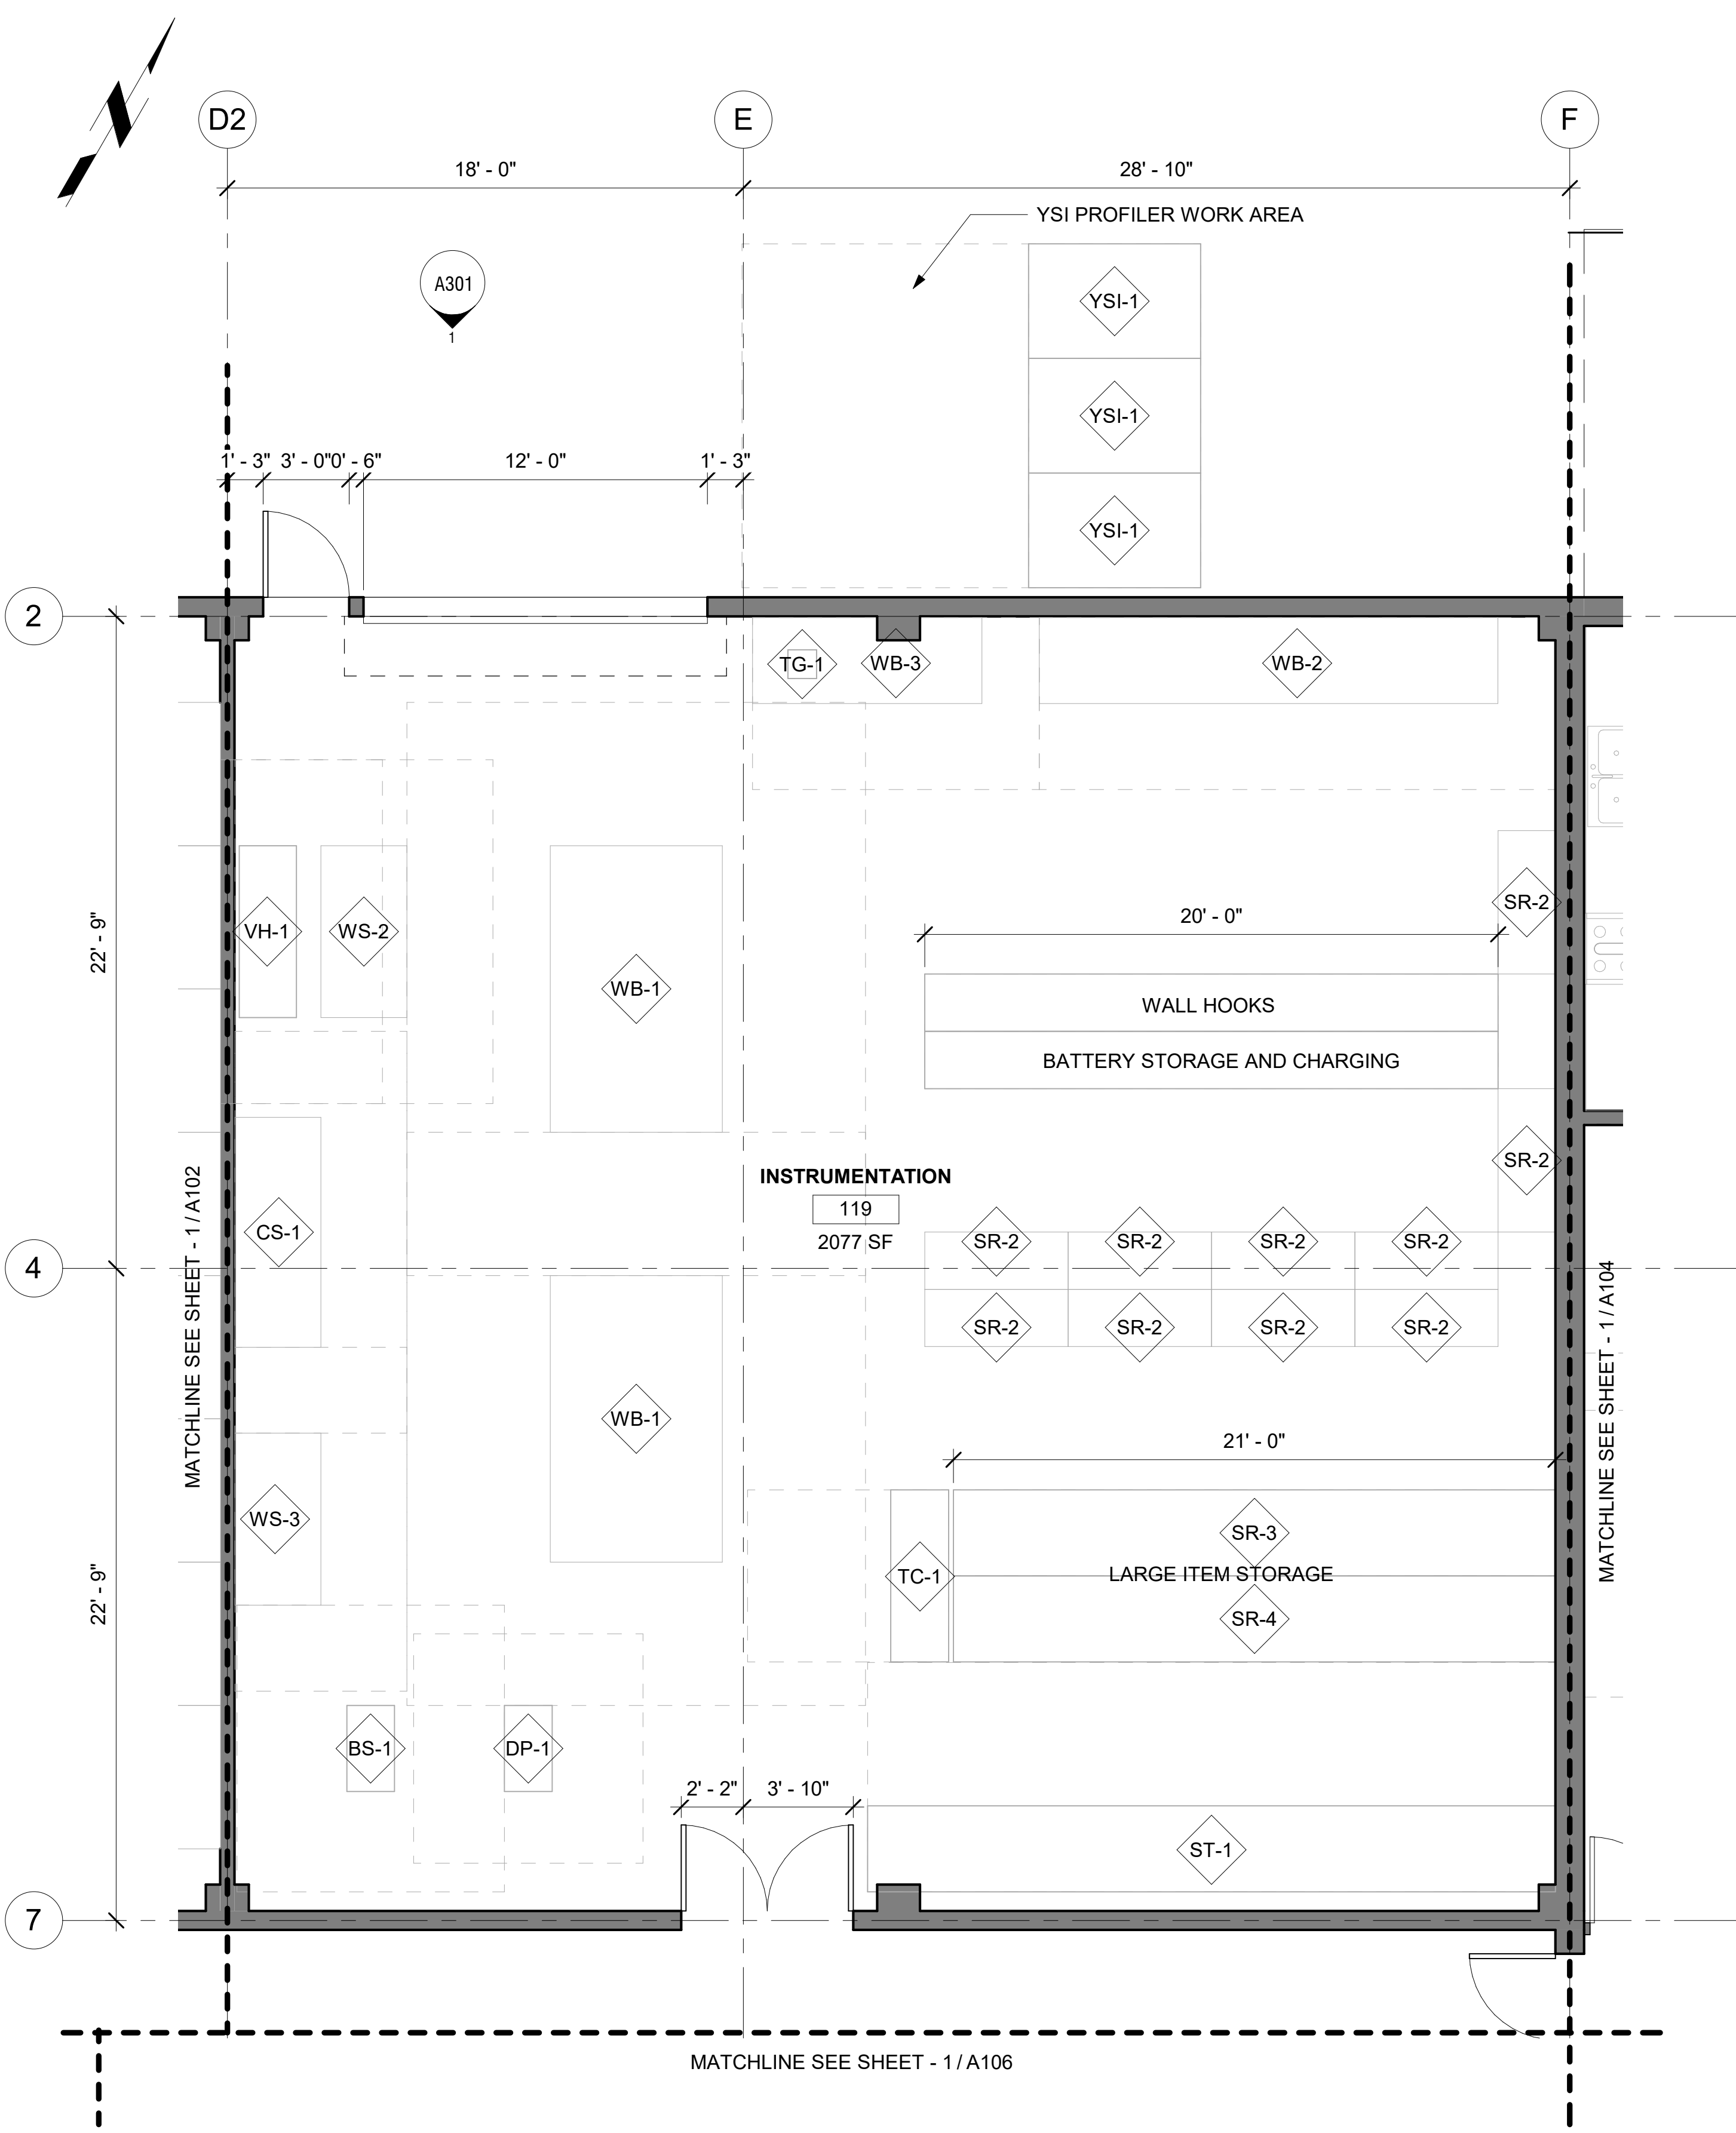 D2
E
F
18' - 0"
28' - 10"
YSI PROFILER WORK AREA
A301
1
YSI-1
YSI-1
YSI-1
1' - 3"
3' - 0"
0' - 6"
12' - 0"
1' - 3"
2
TG-1
WB-3
WB-2
22' - 9"
VH-1
WS-2
WB-1
SR-2
20' - 0"
WALL HOOKS
BATTERY STORAGE AND CHARGING
SR-2
INSTRUMENTATION
119
2077 SF
CS-1
SR-2
SR-2
SR-2
SR-2
4
MATCHLINE SEE SHEET - 1 / A102
MATCHLINE SEE SHEET - 1 / A104
SR-2
SR-2
SR-2
SR-2
WB-1
21' - 0"
WS-3
SR-3
TC-1
LARGE ITEM STORAGE
SR-4
22' - 9"
BS-1
DP-1
2' - 2"
3' - 10"
ST-1
7
MATCHLINE SEE SHEET - 1 / A106